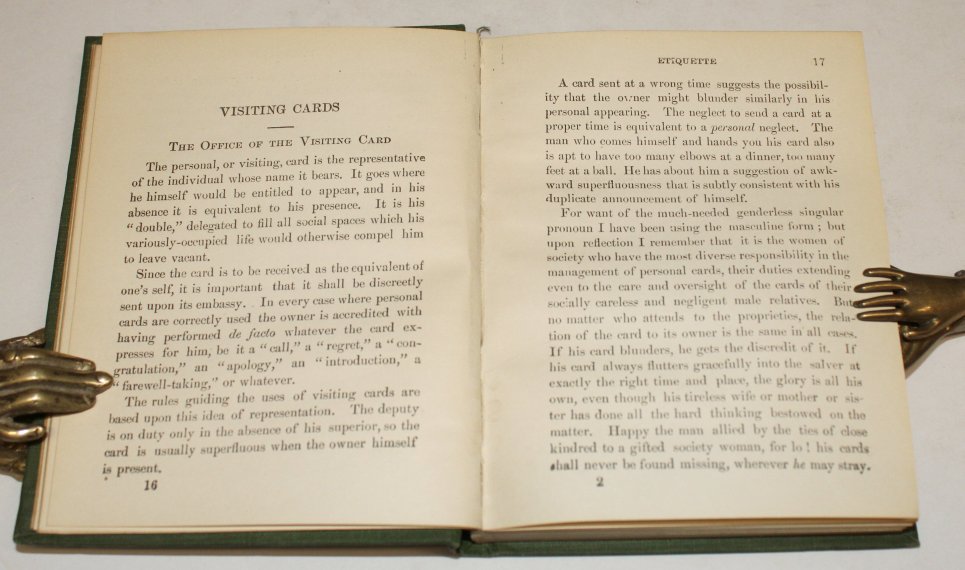 VISITING CARDS
THE OFFICE OF THE VISITING CARD
The personal, or visiting, card is the representative
of the individual whose name it bears. It goes where
he himself would be entitled to appear, and in his
absence it is equivalent to his presence. It is his
“double,” delegated to fill all social spaces which his
variously-occupied life would otherwise compel him
to leave vacant.
Since the card is to be received as the equivalent of
one's self, it is important that it shall be discreetly
sent upon its embassy. In every case where personal
cards are correctly used the owner is accredited with
having performed de facto whatever the card ex-
presses for him, be it a “call,” a “regret,” a “con-
gratulation,” an “apology,” an “introduction,” a
“farewell-taking,” or whatever.
The rules guiding the uses of visiting cards are
based upon this idea of representation. The deputy
is on duty only in the absence of his superior, so the
card is usually superfluous when the owner himself
is present.
16
ETIQUETTE 17
A card sent at a wrong time suggests the possibil-
ity that the owner might blunder similarly in his
personal appearing. The neglect to send a card at a
proper time is equivalent to a personal neglect. The
man who comes himself and hands you his card also
is apt to have too many elbows at a dinner, too many
feet at a ball. He has about him a suggestion of awk-
ward superfluousness that is subtly consistent with his
duplicate announcement of himself.
For want of the much-needed genderless singular
pronoun I have been using the masculine form; but
upon reflection I remember that it is the women of
society who have the most diverse responsibility in the
management of personal cards, their duties extending
even to the care and oversight of the cards of their
socially careless and negligent male relatives. But
no matter who attends to the proprieties, the rela-
tion of the card to its owner is the same in all cases.
If his card blunders, he gets the discredit of it. If
his card always flutters gracefully into the salver at
exactly the right time and place, the glory is all his
own, even though his tireless wife or mother or sis-
ter has done all the hard thinking bestowed on the
matter. Happy the man allied by the ties of close
kindred to a gifted society woman, for lo! his cards
shall never be found missing, wherever he may stray.
2